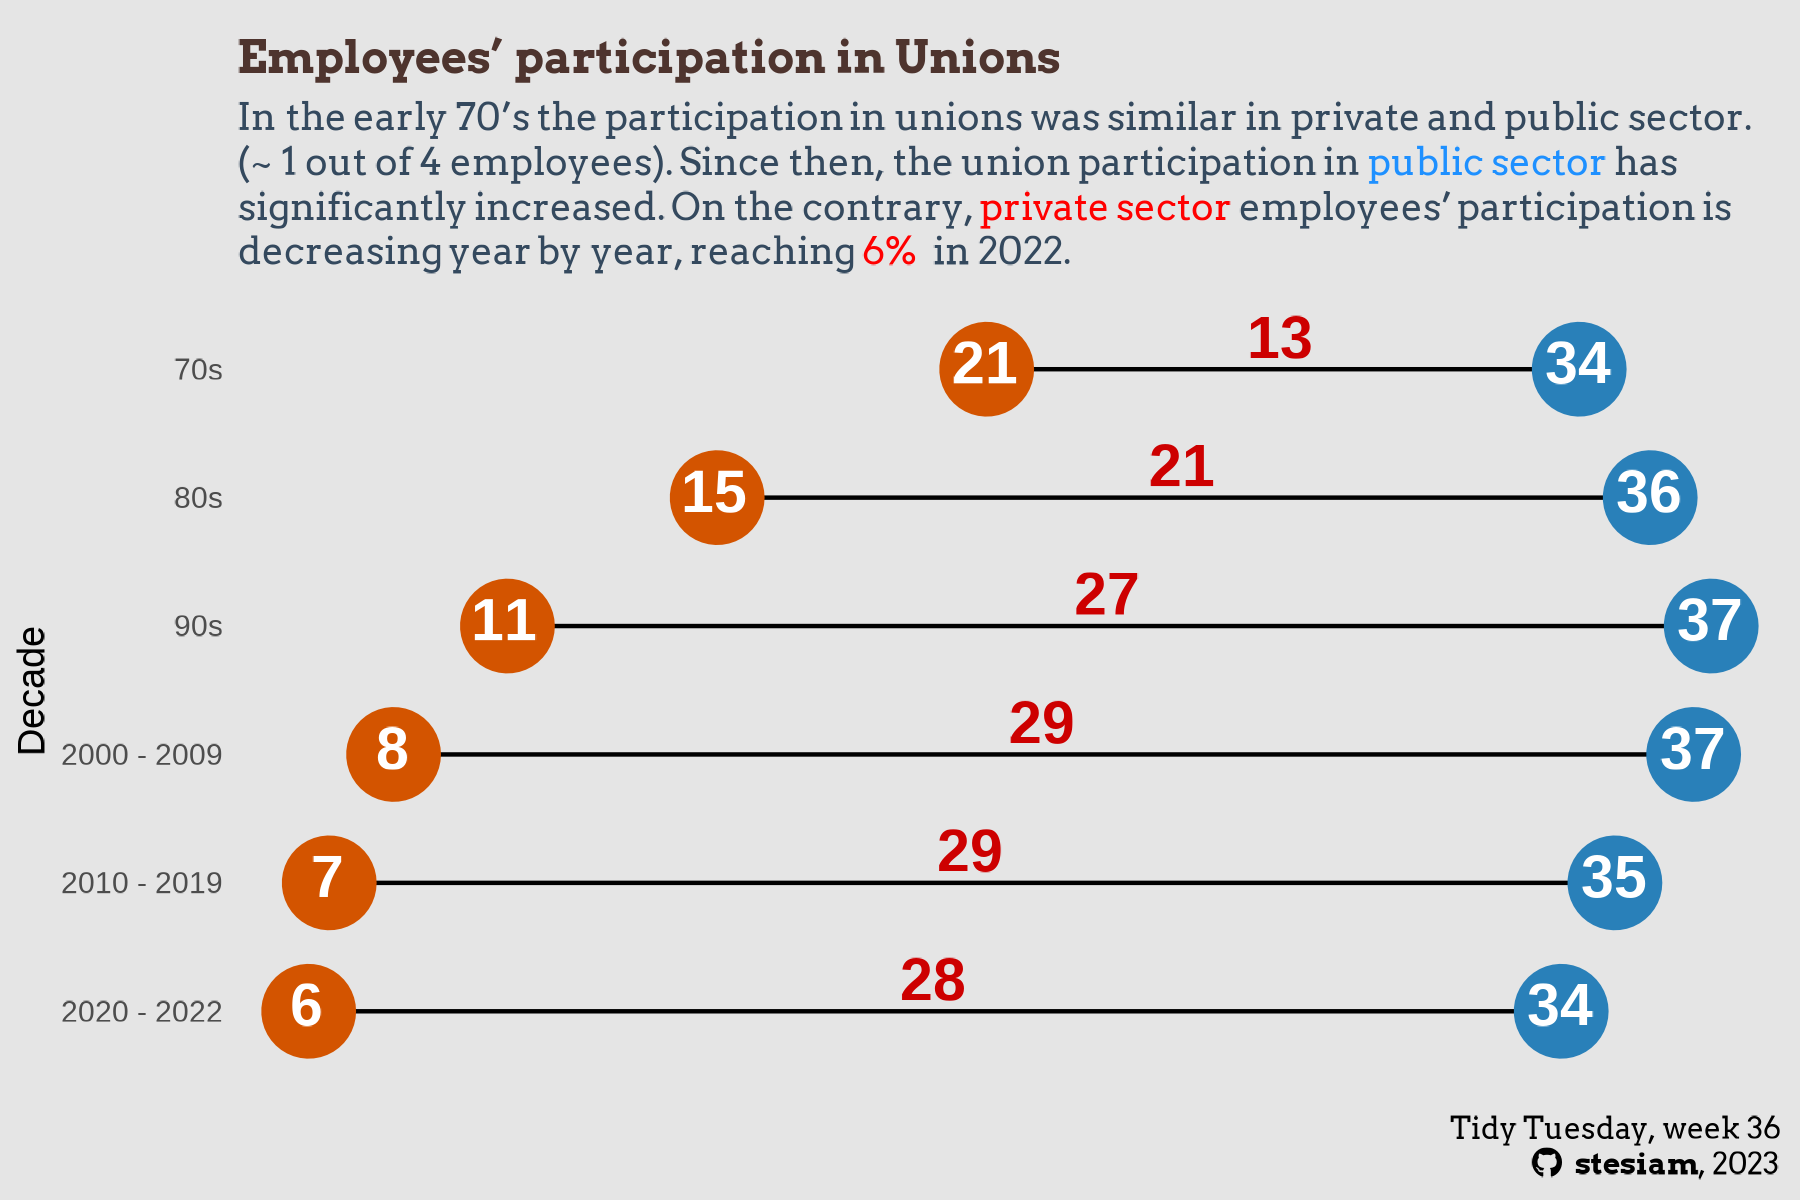 Employees’ participation in Unions
In the early 70’s the participation in unions was similar in private and public sector.
(~ 1 out of 4 employees). Since then, the union participation in public sector has
significantly increased. On the contrary, private sector employees’ participation is
decreasing year by year, reaching 6% in 2022.
Decade
70s 21 13 34
80s 15 21 36
90s 11 27 37
2000 - 2009 8 29 37
2010 - 2019 7 29 35
2020 - 2022 6 28 34
Tidy Tuesday, week 36
stesiam, 2023